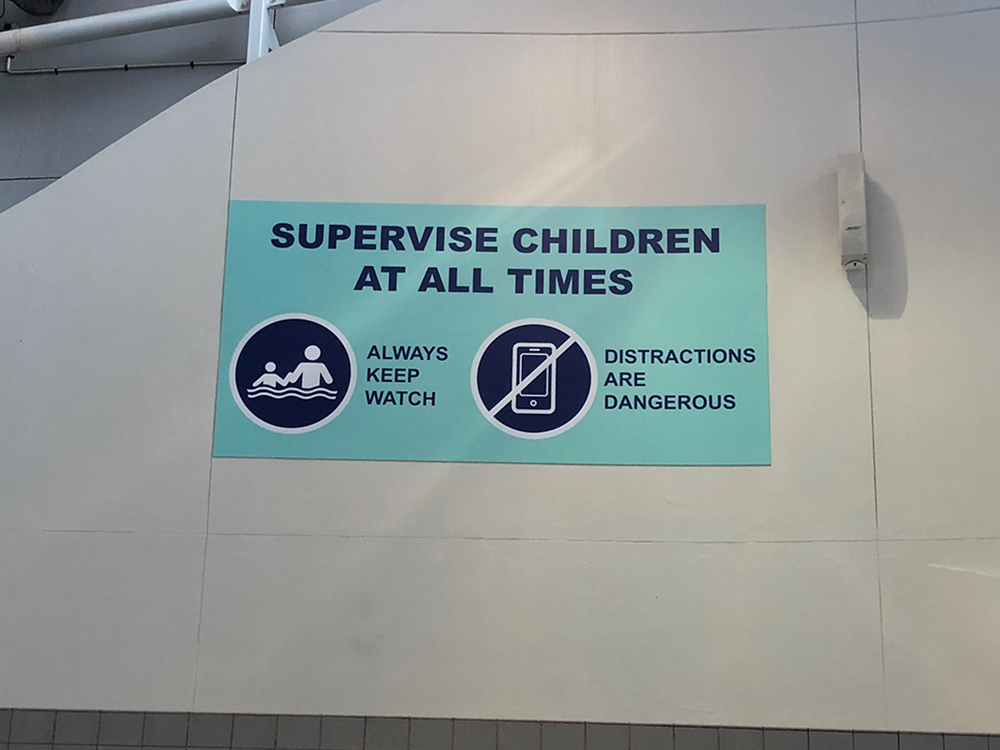 SUPERVISE CHILDREN
AT ALL TIMES
ALWAYS
KEEP
WATCH
DISTRACTIONS
ARE
DANGEROUS